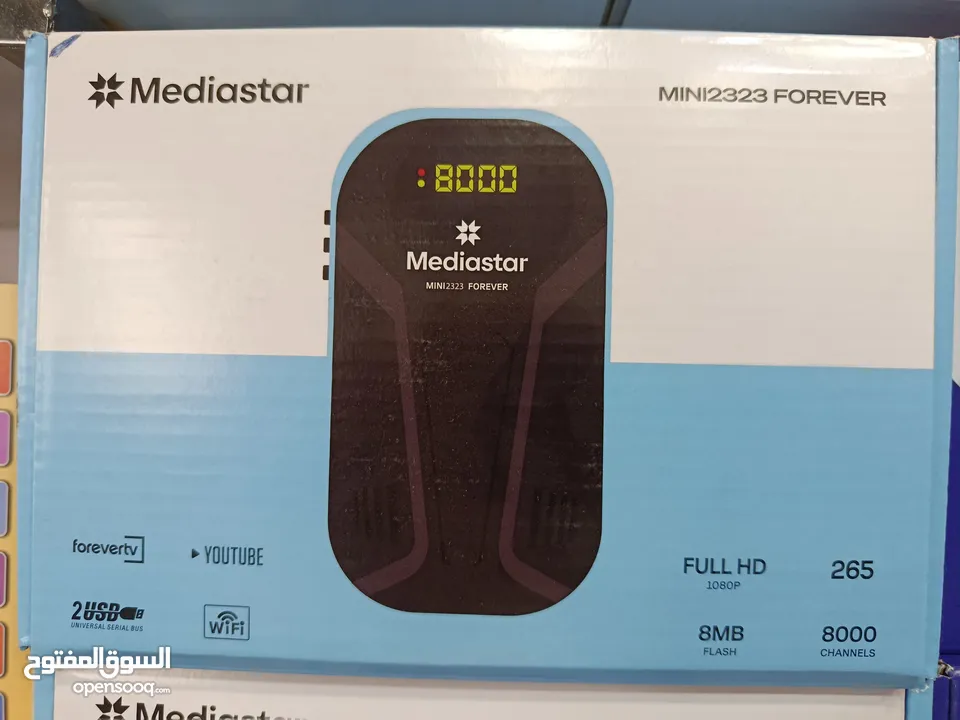 Mediastar
MINI2323 FOREVER
8000
Mediastar
MINI2323 FOREVER
forevertv
YOUTUBE
FULL HD
1080P
265
2USB
UNIVERSAL SERIAL BUS
WiFi
8MB
FLASH
8000
CHANNELS
السوق المفتوح
opensooq.com
Mediastar